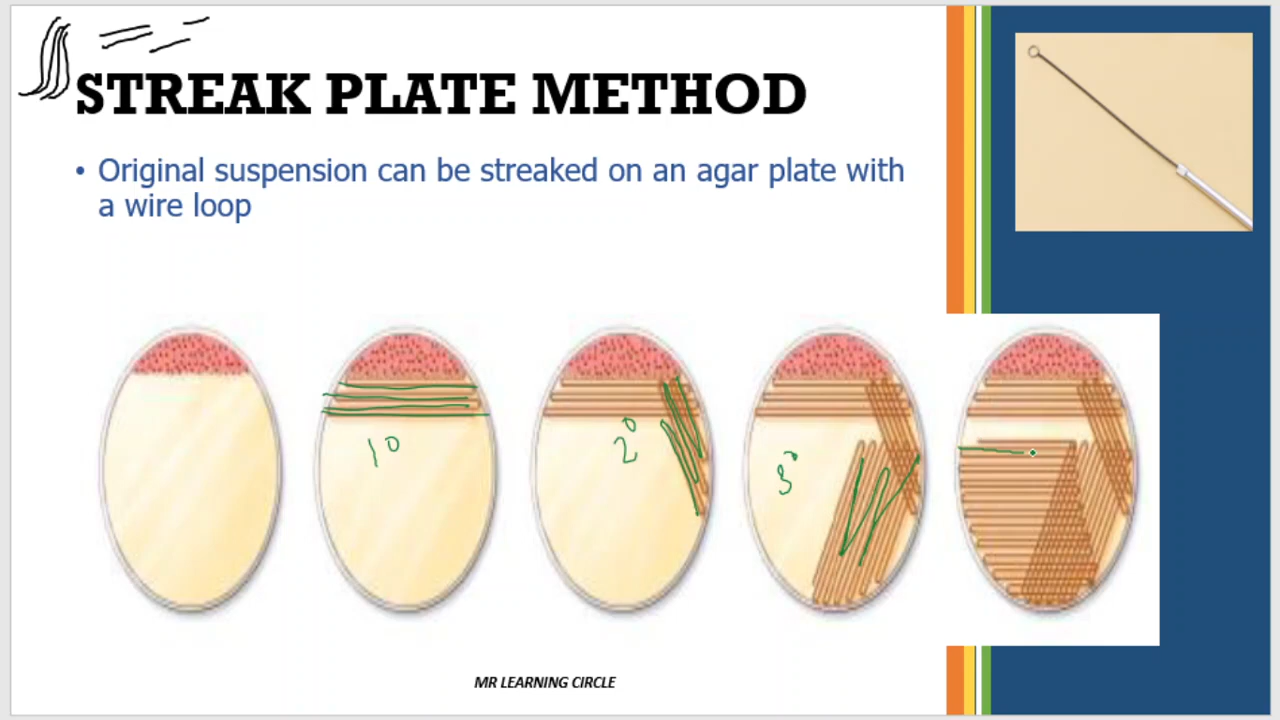 STREAK PLATE METHOD
• Original suspension can be streaked on an agar plate with
a wire loop
1° 2° 3°
MR LEARNING CIRCLE